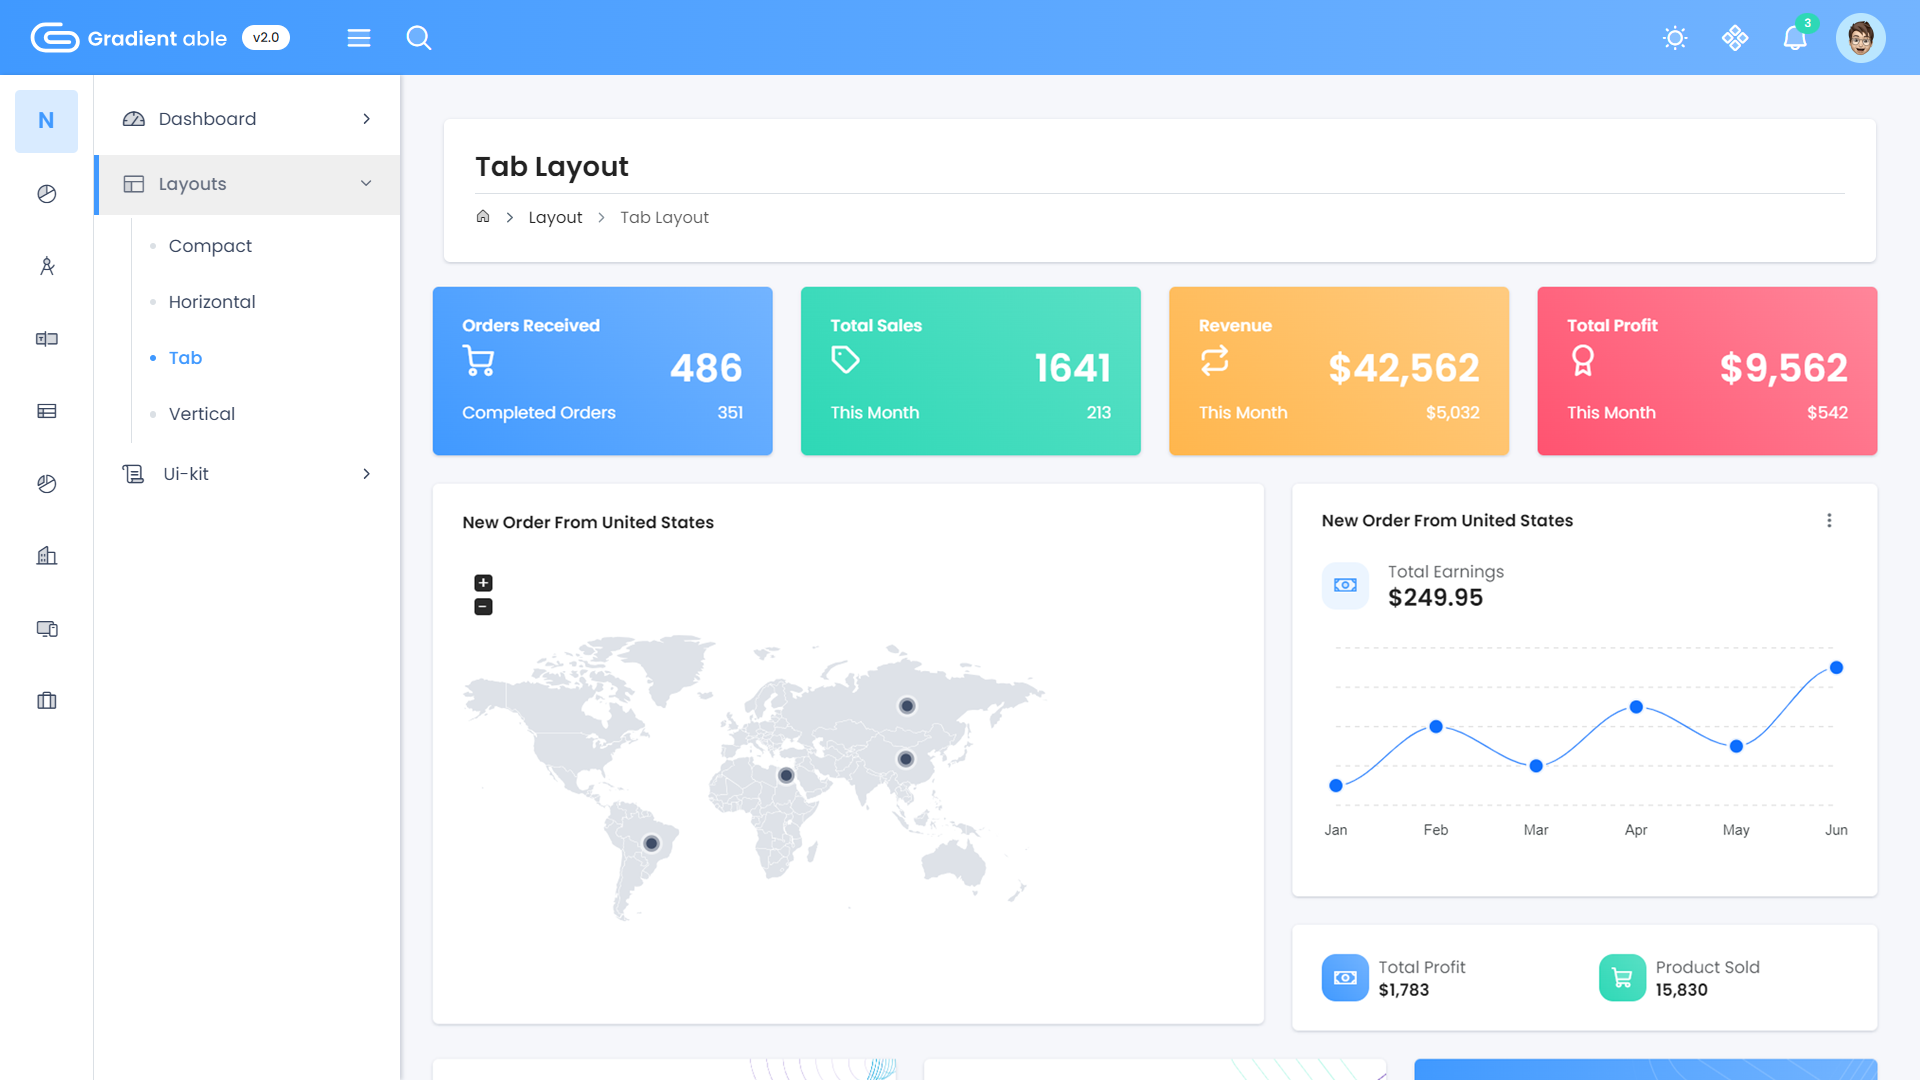 Gradient able v2.0
3
N
Dashboard
Layouts
Compact
Horizontal
Tab
Vertical
Ui-kit
Tab Layout
Layout
Tab Layout
Orders Received
486
Completed Orders 351
Total Sales
1641
This Month 213
Revenue
$42,562
This Month $5,032
Total Profit
$9,562
This Month $542
New Order From United States
+
−
New Order From United States
Total Earnings
$249.95
Jan Feb Mar Apr May Jun
Total Profit
$1,783
Product Sold
15,830